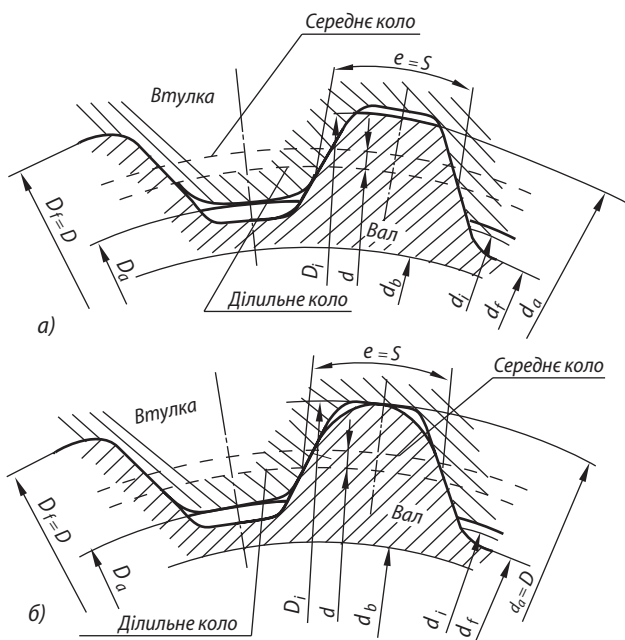 Середнє коло
e = S
Втулка
D_f = D
D_a
Вал
D_i
d
d_b
d_i
d_f
d_a
Ділильне коло
а)
e = S
Середнє коло
Втулка
D_f = D
D_a
Вал
D_i
d
d_b
d_i
d_f
d_a = D
Ділильне коло
б)